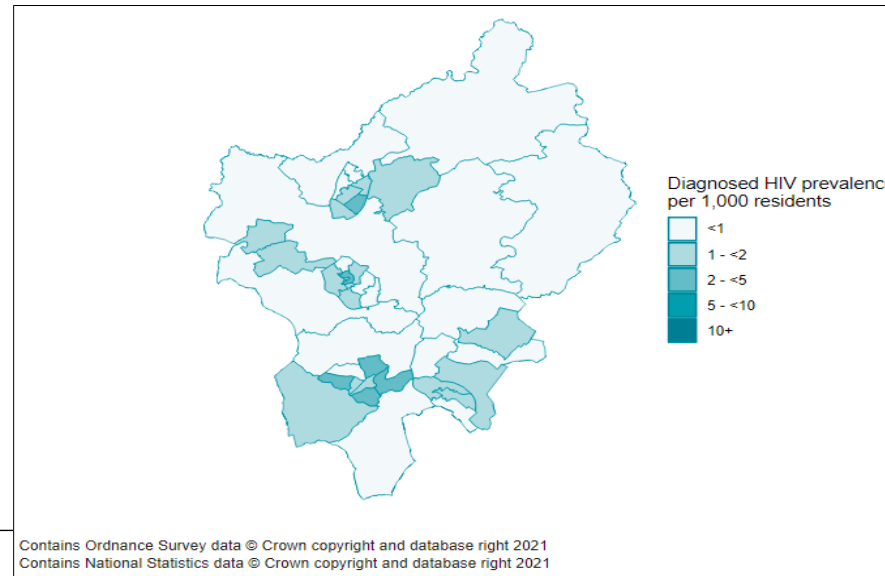 Diagnosed HIV prevalence
per 1,000 residents
<1
1 - <2
2 - <5
5 - <10
10+
Contains Ordnance Survey data © Crown copyright and database right 2021
Contains National Statistics data © Crown copyright and database right 2021